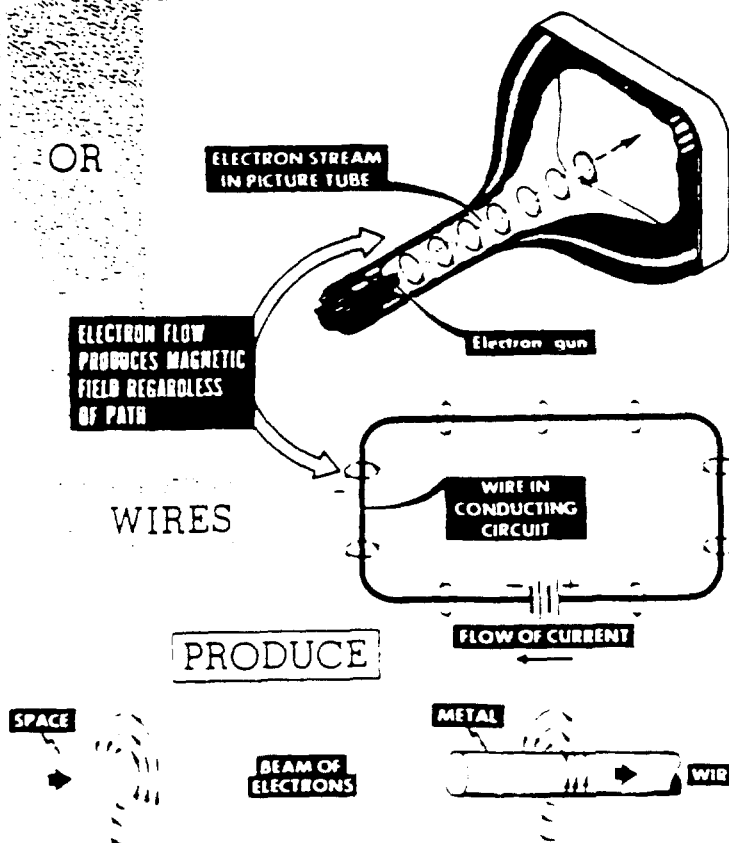 OR
ELECTRON STREAM
IN PICTURE TUBE
ELECTRON FLOW
PRODUCES MAGNETIC
FIELD REGARDLESS
OF PATH
Electron gun
WIRES
WIRE IN
CONDUCTING
CIRCUIT
− +
FLOW OF CURRENT
PRODUCE
SPACE
BEAM OF
ELECTRONS
METAL
WIR